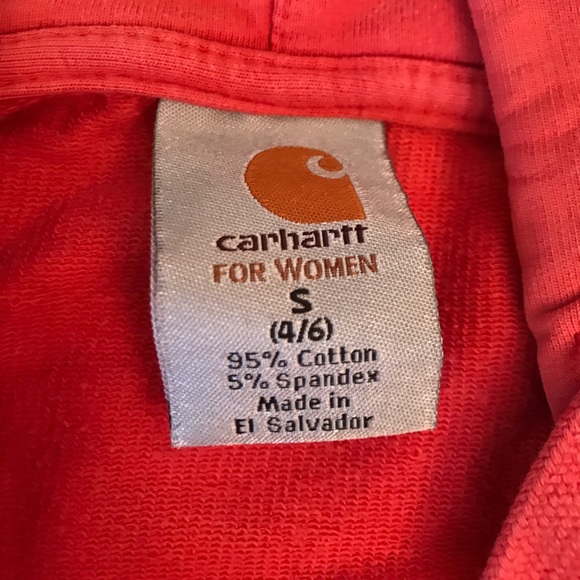 carhartt
FOR WOMEN
S
(4/6)
95% Cotton
5% Spandex
Made in
El Salvador